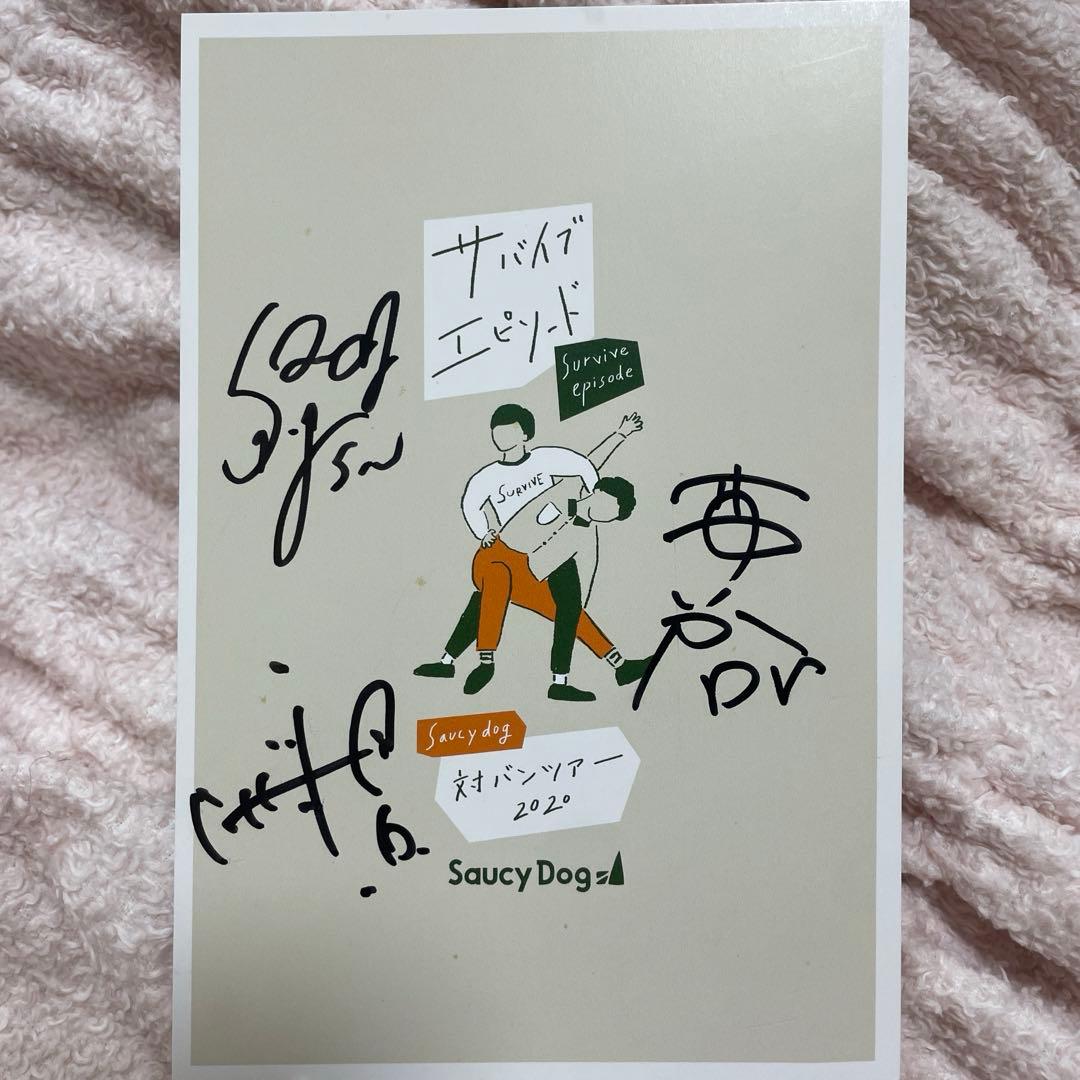 サバイブ
エピソード
Survive
episode
SURVIVE
Saucy dog
対バンツアー
2020
Saucy Dog